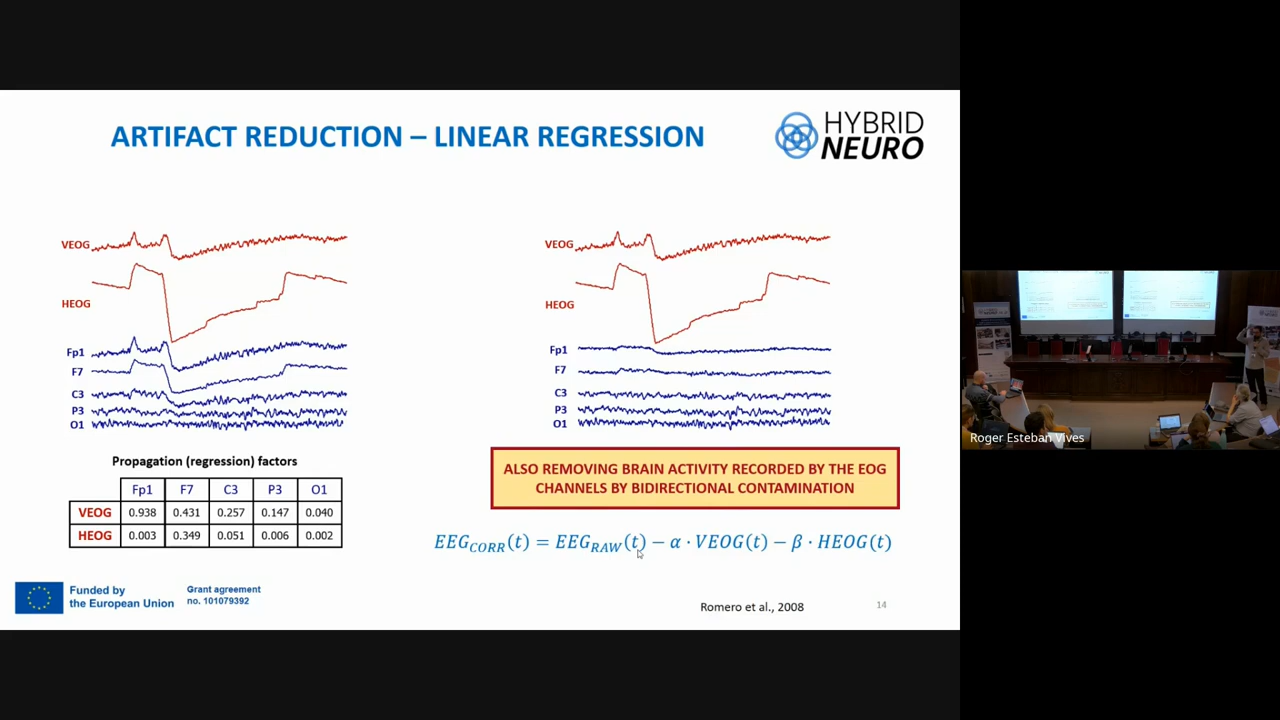 ARTIFACT REDUCTION – LINEAR REGRESSION
HYBRID
NEURO
VEOG
HEOG
Fp1
F7
C3
P3
O1
VEOG
HEOG
Fp1
F7
C3
P3
O1
Propagation (regression) factors
Fp1 F7 C3 P3 O1
VEOG 0.938 0.431 0.257 0.147 0.040
HEOG 0.003 0.349 0.051 0.006 0.002
ALSO REMOVING BRAIN ACTIVITY RECORDED BY THE EOG
CHANNELS BY BIDIRECTIONAL CONTAMINATION
EEG_CORR(t) = EEG_RAW(t) − α · VEOG(t) − β · HEOG(t)
Funded by
the European Union
Grant agreement
no. 101079392
Romero et al., 2008
14
Roger Esteban Vives